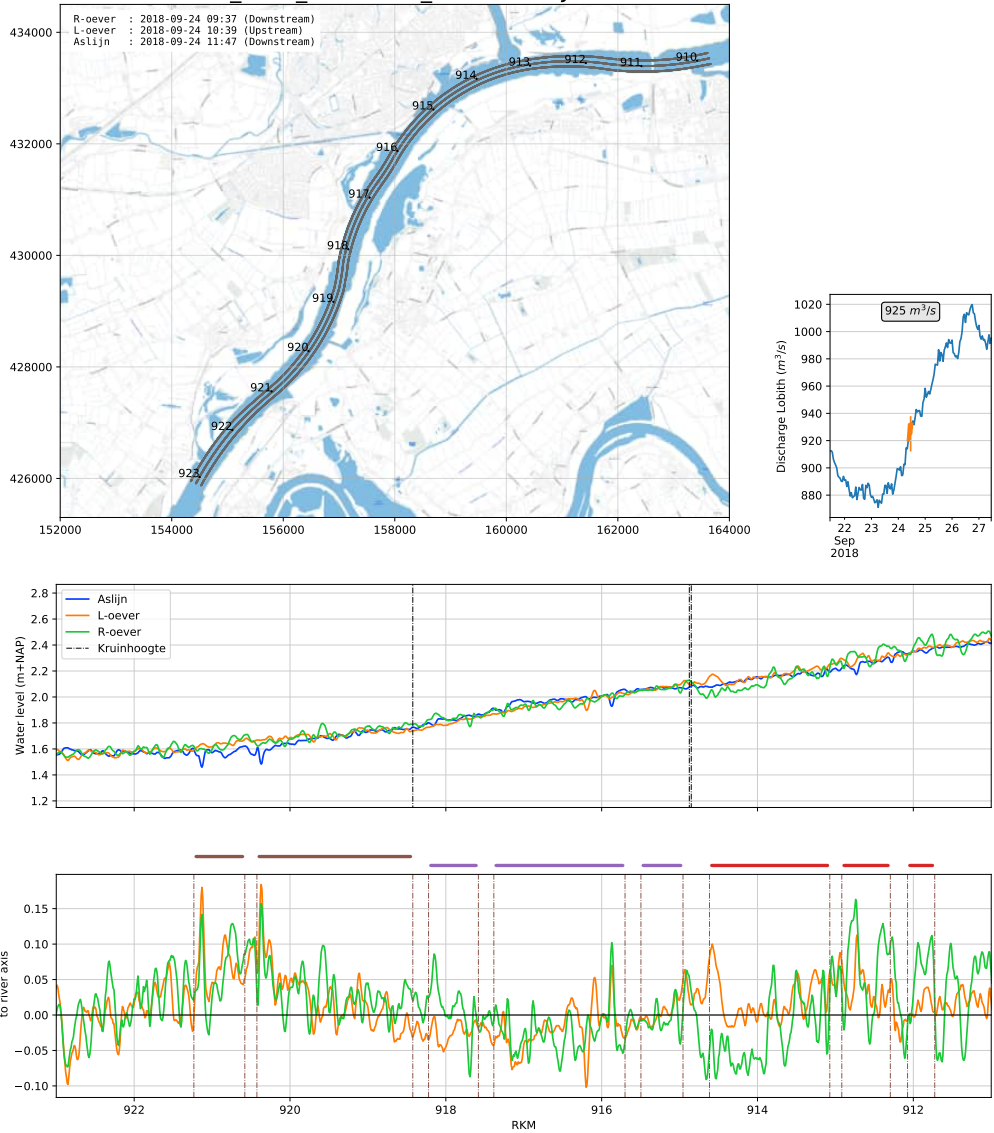 R-oever : 2018-09-24 09:37 (Downstream)
L-oever : 2018-09-24 10:39 (Upstream)
Aslijn : 2018-09-24 11:47 (Downstream)
434000
432000
430000
428000
426000
152000 154000 156000 158000 160000 162000 164000
910
911
912
913
914
915
916
917
918
919
920
921
922
923
925 m³/s
Discharge Lobith (m³/s)
1020
1000
980
960
940
920
900
880
22 23 24 25 26 27
Sep
2018
Water level (m+NAP)
2.8
2.6
2.4
2.2
2.0
1.8
1.6
1.4
1.2
Aslijn
L-oever
R-oever
Kruinhoogte
to river axis
0.15
0.10
0.05
0.00
−0.05
−0.10
922 920 918 916 914 912
RKM